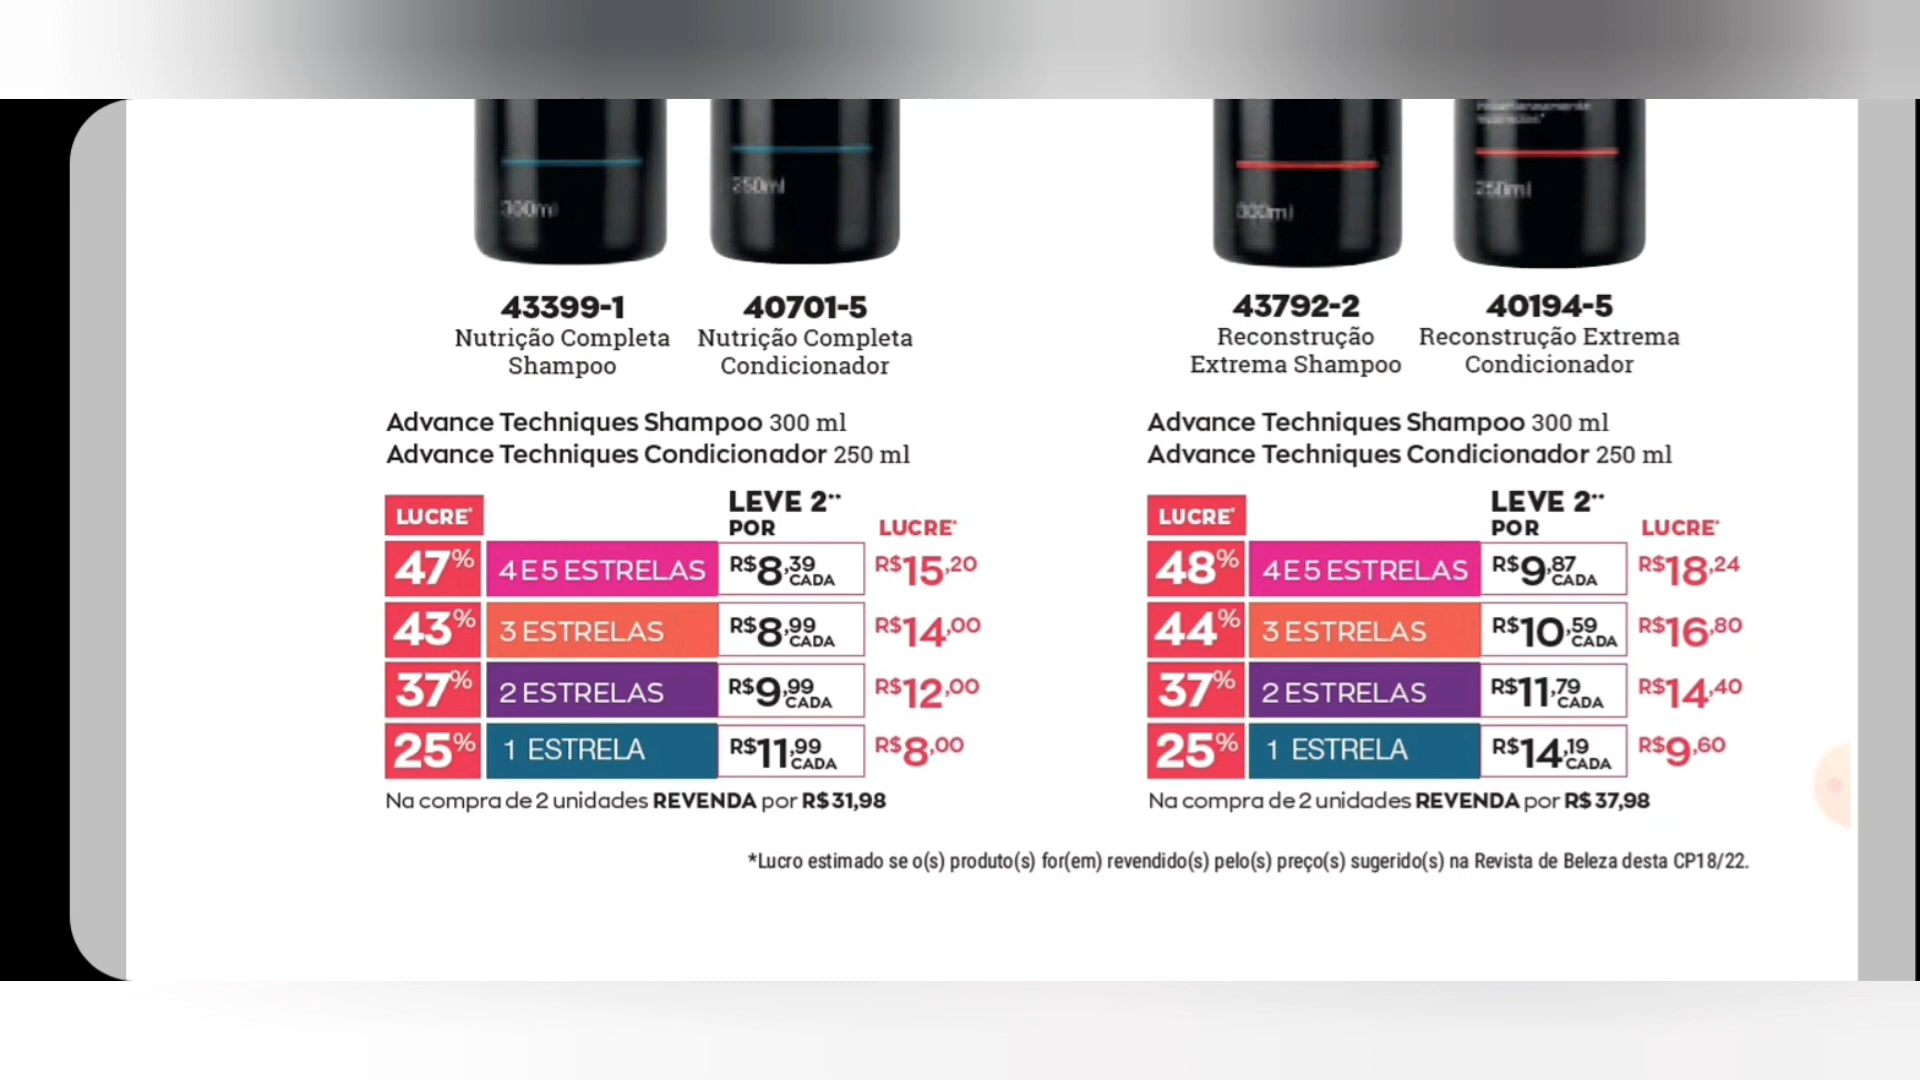 300ml
250ml
300ml
250ml
43399-1
Nutrição Completa
Shampoo
40701-5
Nutrição Completa
Condicionador
43792-2
Reconstrução
Extrema Shampoo
40194-5
Reconstrução Extrema
Condicionador
Advance Techniques Shampoo 300 ml
Advance Techniques Condicionador 250 ml
LUCRE* LEVE 2** POR LUCRE*
47% 4 E 5 ESTRELAS R$8,39 CADA R$15,20
43% 3 ESTRELAS R$8,99 CADA R$14,00
37% 2 ESTRELAS R$9,99 CADA R$12,00
25% 1 ESTRELA R$11,99 CADA R$8,00
Na compra de 2 unidades REVENDA por R$31,98
Advance Techniques Shampoo 300 ml
Advance Techniques Condicionador 250 ml
LUCRE* LEVE 2** POR LUCRE*
48% 4 E 5 ESTRELAS R$9,87 CADA R$18,24
44% 3 ESTRELAS R$10,59 CADA R$16,80
37% 2 ESTRELAS R$11,79 CADA R$14,40
25% 1 ESTRELA R$14,19 CADA R$9,60
Na compra de 2 unidades REVENDA por R$37,98
*Lucro estimado se o(s) produto(s) for(em) revendido(s) pelo(s) preço(s) sugerido(s) na Revista de Beleza desta CP18/22.